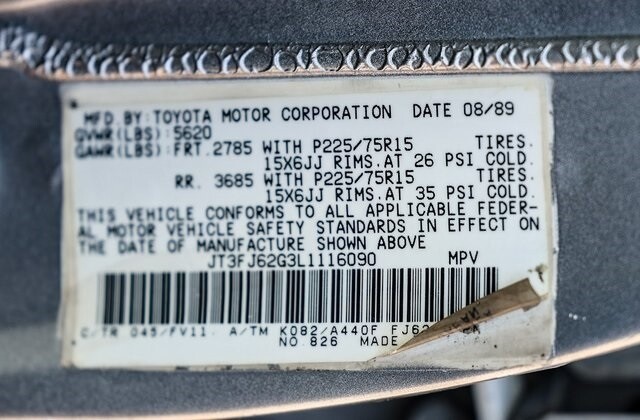 MFD.BY:TOYOTA MOTOR CORPORATION DATE 08/89
GVWR(LBS):5620
GAWR(LBS):FRT.2785 WITH P225/75R15 TIRES.
15X6JJ RIMS.AT 26 PSI COLD.
RR. 3685 WITH P225/75R15 TIRES.
15X6JJ RIMS.AT 35 PSI COLD.
THIS VEHICLE CONFORMS TO ALL APPLICABLE FEDER-
AL MOTOR VEHICLE SAFETY STANDARDS IN EFFECT ON
THE DATE OF MANUFACTURE SHOWN ABOVE
JT3FJ62G3L1116090 MPV
C/TR 045/FV11. A/TM K082/A440F FJ62
NO.826 MADE